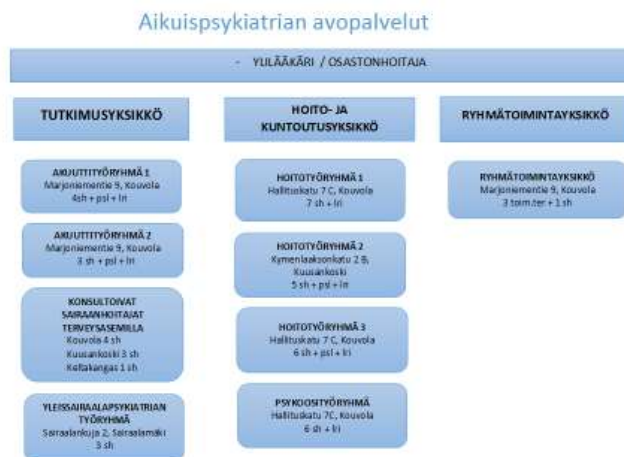 Aikuispsykiatrian avopalvelut
- YLILÄÄKÄRI / OSASTONHOITAJA
TUTKIMUSYKSIKKÖ
AKUUTTITYÖRYHMÄ 1
Marjoniementie 9, Kouvola
4sh + psl + lri
AKUUTTITYÖRYHMÄ 2
Marjoniementie 9, Kouvola
3 sh + psl + lri
KONSULTOIVAT
SAIRAANHOITAJAT
TERVEYSASEMILLA
Kouvola 4 sh
Kuusankoski 3 sh
Keltakangas 1 sh
YLEISSAIRAALAPSYKIATRIAN
TYÖRYHMÄ
Sairaalankuja 2, Sairaalamäki
3 sh
HOITO- JA
KUNTOUTUSYKSIKKÖ
HOITOTYÖRYHMÄ 1
Hallituskatu 7 C, Kouvola
7 sh + lri
HOITOTYÖRYHMÄ 2
Kymenlaaksonkatu 2 B,
Kuusankoski
5 sh + psl + lri
HOITOTYÖRYHMÄ 3
Hallituskatu 7 C, Kouvola
6 sh + psl + lri
PSYKOOSITYÖRYHMÄ
Hallituskatu 7C, Kouvola
6 sh + lri
RYHMÄTOIMINTAYKSIKKÖ
RYHMÄTOIMINTAYKSIKKÖ
Marjoniementie 9, Kouvola
3 toim.ter + 1 sh